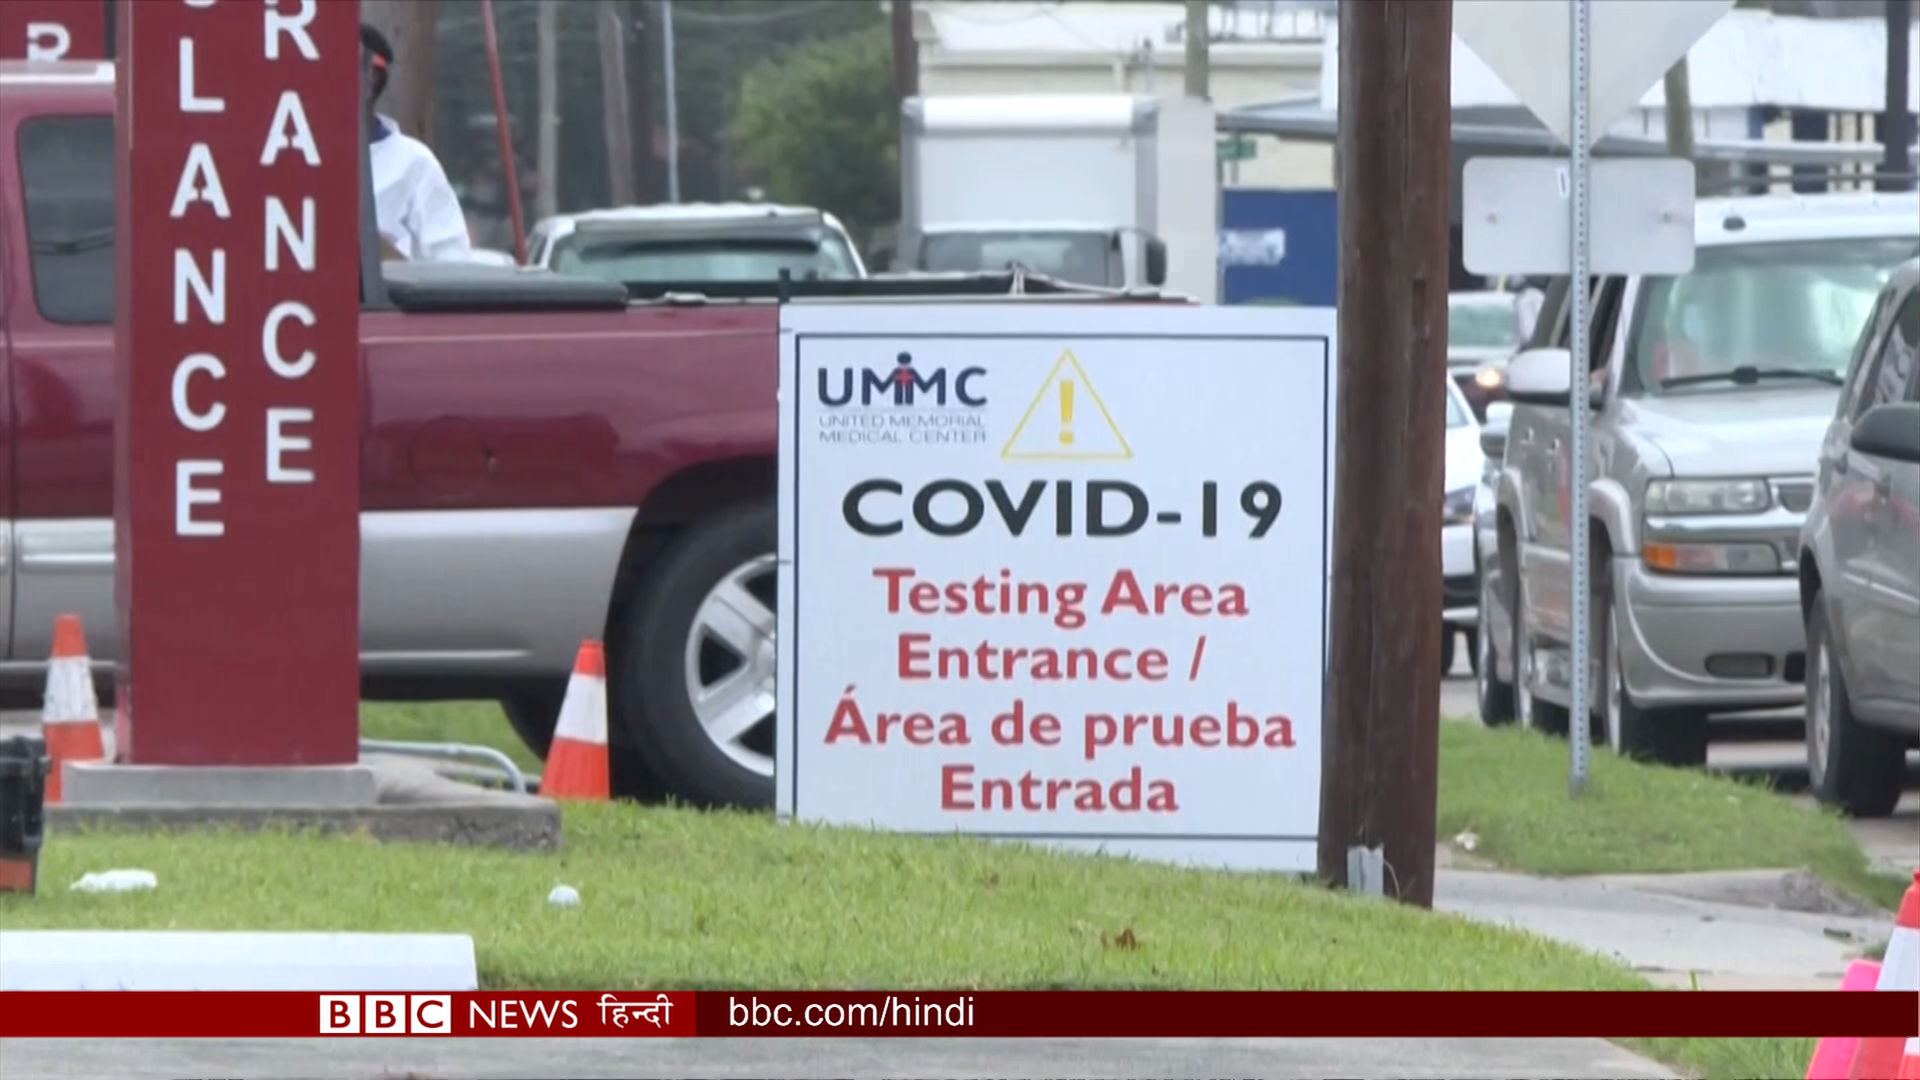 R
LANCE
RANCE
UMMC
UNITED MEMORIAL
MEDICAL CENTER
!
COVID-19
Testing Area
Entrance /
Área de prueba
Entrada
BBC NEWS हिन्दी bbc.com/hindi